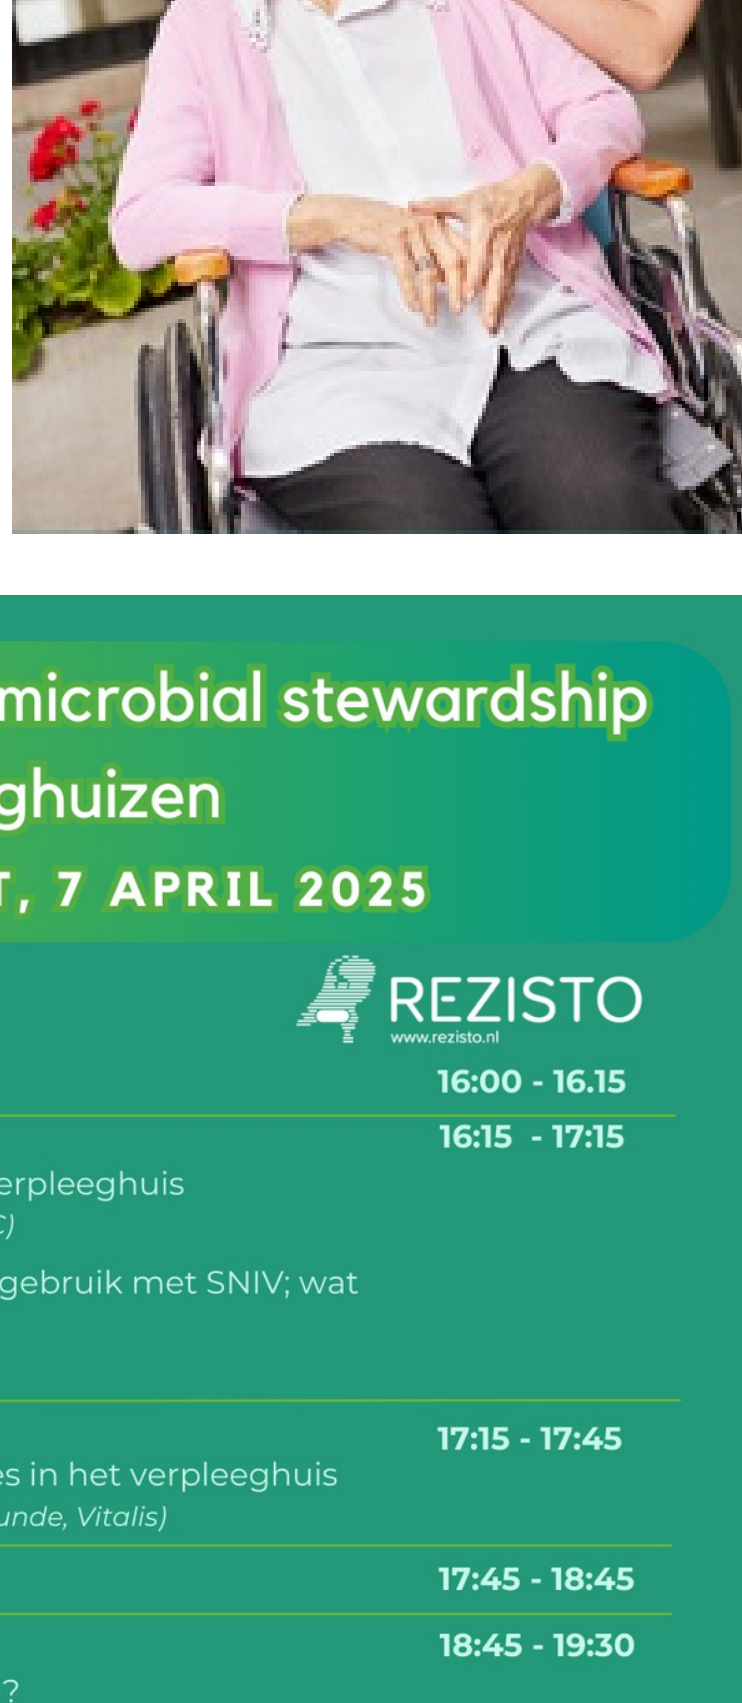 microbial stewardship
ghuizen
T, 7 APRIL 2025
REZISTO
www.rezisto.nl
16:00 - 16.15
16:15 - 17:15
erpleeghuis
C)
gebruik met SNIV; wat
17:15 - 17:45
es in het verpleeghuis
unde, Vitalis)
17:45 - 18:45
18:45 - 19:30
?